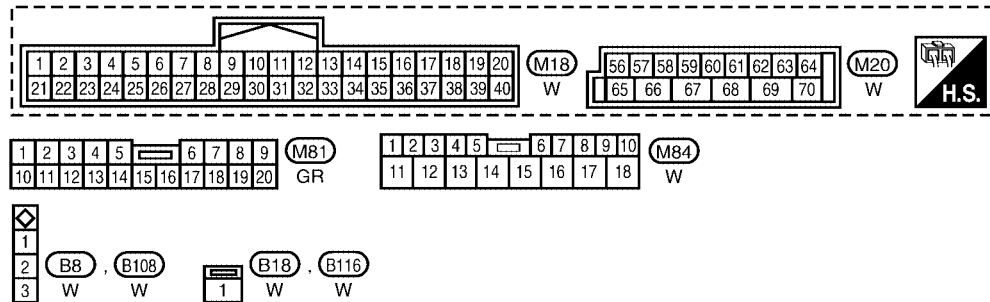 1 2 3 4 5 6 7 8 9 10 11 12 13 14 15 16 17 18 19 20
21 22 23 24 25 26 27 28 29 30 31 32 33 34 35 36 37 38 39 40
M18
W
56 57 58 59 60 61 62 63 64
65 66 67 68 69 70
M20
W
H.S.
1 2 3 4 5 6 7 8 9
10 11 12 13 14 15 16 17 18 19 20
M81
GR
1 2 3 4 5 6 7 8 9 10
11 12 13 14 15 16 17 18
M84
W
1
2
3
B8 , B108
W W
1
B18 , B116
W W